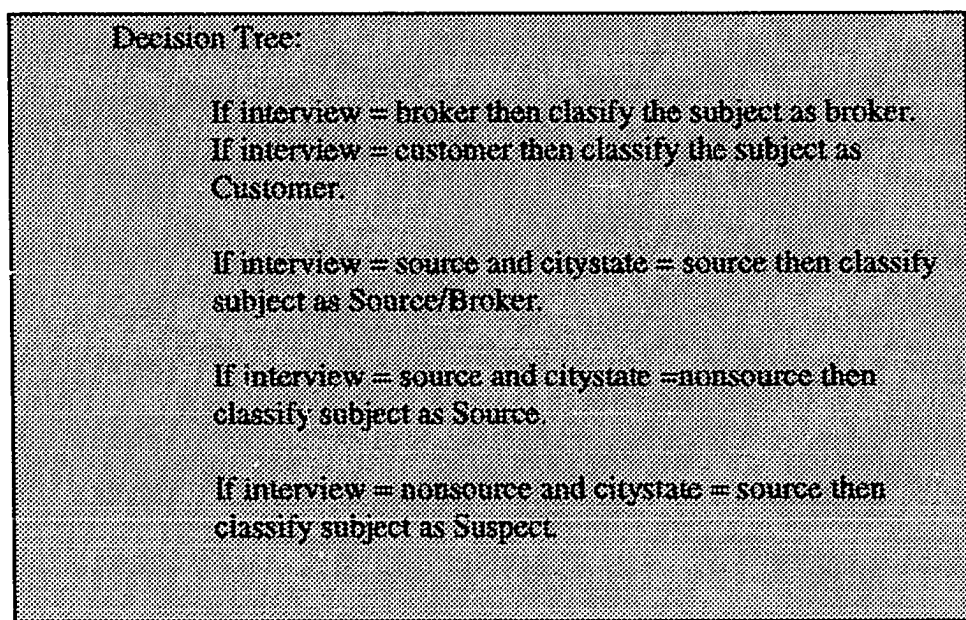 Decision Tree:
If interview = broker then clasify the subject as broker.
If interview = customer then classify the subject as
Customer.
If interview = source and citystate = source then classify
subject as Source/Broker.
If interview = source and citystate =nonsource then
classify subject as Source.
If interview = nonsource and citystate = source then
classify subject as Suspect.